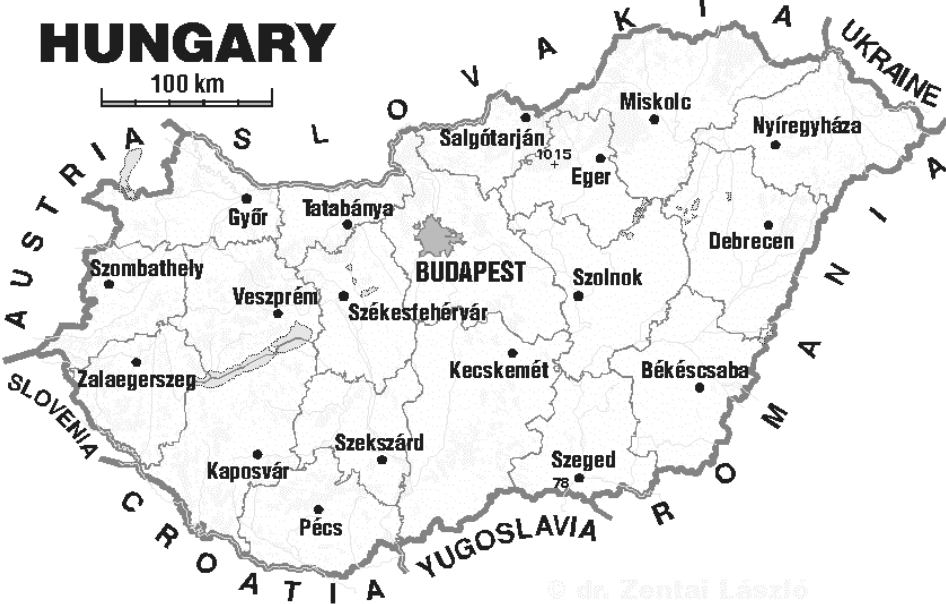 HUNGARY
100 km
SLOVAKIA
UKRAINE
AUSTRIA
Miskolc
Salgótarján
Nyíregyháza
1015
Eger
Győr
Tatabánya
Debrecen
Szombathely
BUDAPEST
Veszprém
Székesfehérvár
Szolnok
ROMANIA
Zalaegerszeg
Kecskemét
Békéscsaba
SLOVENIA
Szekszárd
Kaposvár
Szeged
78
Pécs
CROATIA
YUGOSLAVIA
© dr. Zentai László